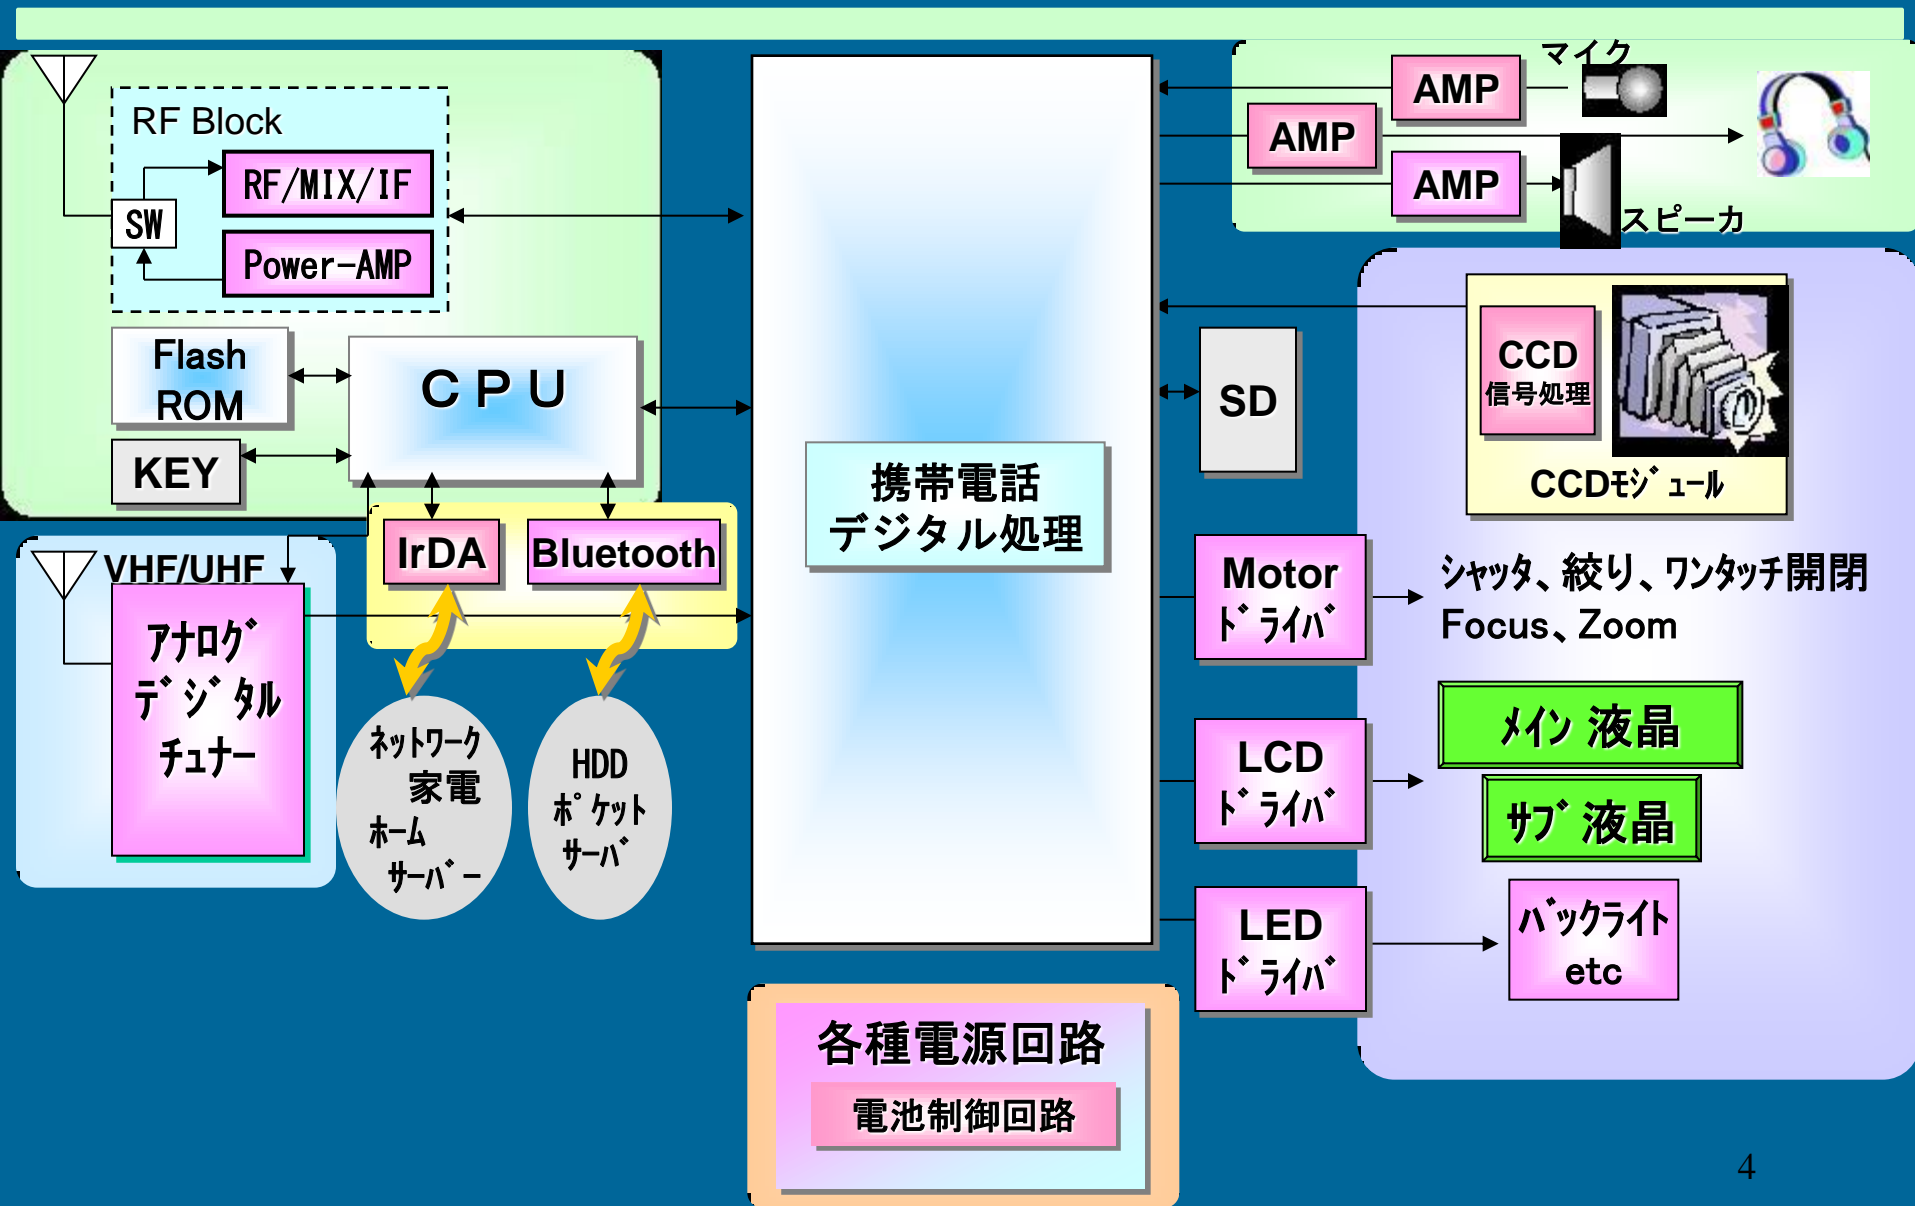 RF Block
RF/MIX/IF
SW
Power-AMP
Flash
ROM
CPU
KEY
IrDA
Bluetooth
VHF/UHF
ｱﾅﾛｸﾞ
ﾃﾞｼﾞﾀﾙ
ﾁｭﾅｰ
ﾈｯﾄﾜｰｸ
家電
ﾎｰﾑ
ｻｰﾊﾞｰ
HDD
ﾎﾟｹｯﾄ
ｻｰﾊﾞ
携帯電話
デジタル処理
マイク
AMP
AMP
AMP
スピーカ
CCD
信号処理
CCDﾓｼﾞｭｰﾙ
SD
Motor
ﾄﾞﾗｲﾊﾞ
ｼｬｯﾀ、絞り、ﾜﾝﾀｯﾁ開閉
Focus、Zoom
LCD
ﾄﾞﾗｲﾊﾞ
ﾒｲﾝ 液晶
ｻﾌﾞ 液晶
LED
ﾄﾞﾗｲﾊﾞ
ﾊﾞｯｸﾗｲﾄ
etc
各種電源回路
電池制御回路
4